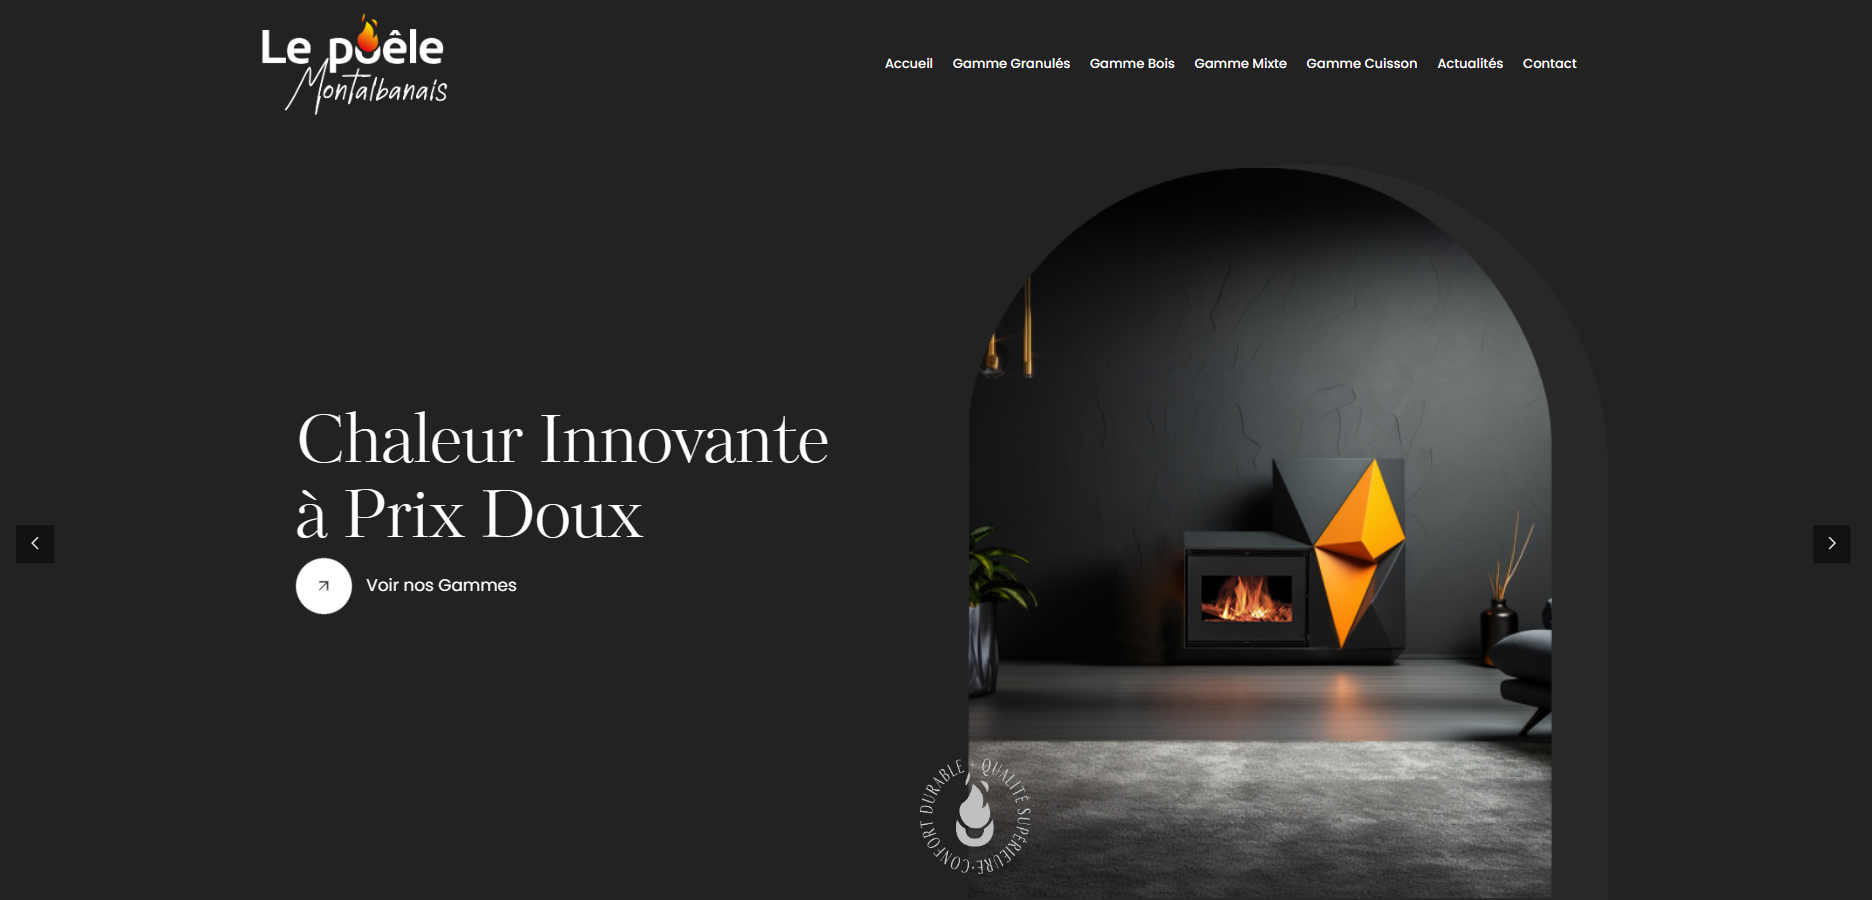 Le poêle
Montalbanais
Accueil Gamme Granulés Gamme Bois Gamme Mixte Gamme Cuisson Actualités Contact
Chaleur Innovante
à Prix Doux
Voir nos Gammes
QUALITÉ SUPÉRIEURE · CONFORT DURABLE ·